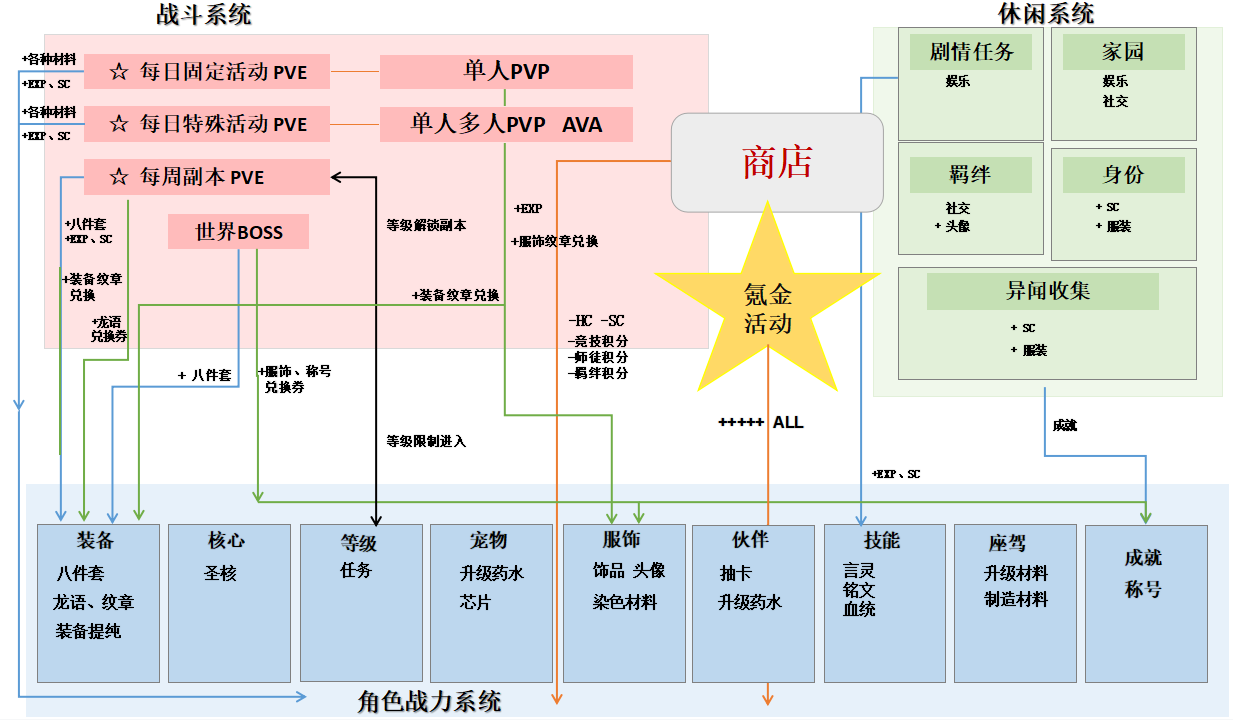 战斗系统
休闲系统
+各种材料
+EXP、SC
☆ 每日固定活动 PVE
单人PVP
+各种材料
+EXP、SC
☆ 每日特殊活动 PVE
单人多人PVP AVA
☆ 每周副本 PVE
世界BOSS
+八件套
+EXP、SC
+装备纹章
兑换
+龙语
兑换券
等级解锁副本
+EXP
+服饰纹章兑换
+装备纹章兑换
+ 八件套
+服饰、称号
兑换券
等级限制进入
-HC -SC
-竞技积分
-师徒积分
-羁绊积分
商店
氪金
活动
+++++ ALL
剧情任务
娱乐
家园
娱乐
社交
羁绊
社交
+ 头像
身份
+ SC
+ 服装
异闻收集
+ SC
+ 服装
成就
+EXP、SC
装备
八件套
龙语、纹章
装备提纯
核心
圣核
等级
任务
宠物
升级药水
芯片
服饰
饰品 头像
染色材料
伙伴
抽卡
升级药水
技能
言灵
铭文
血统
座驾
升级材料
制造材料
成就
称号
角色战力系统